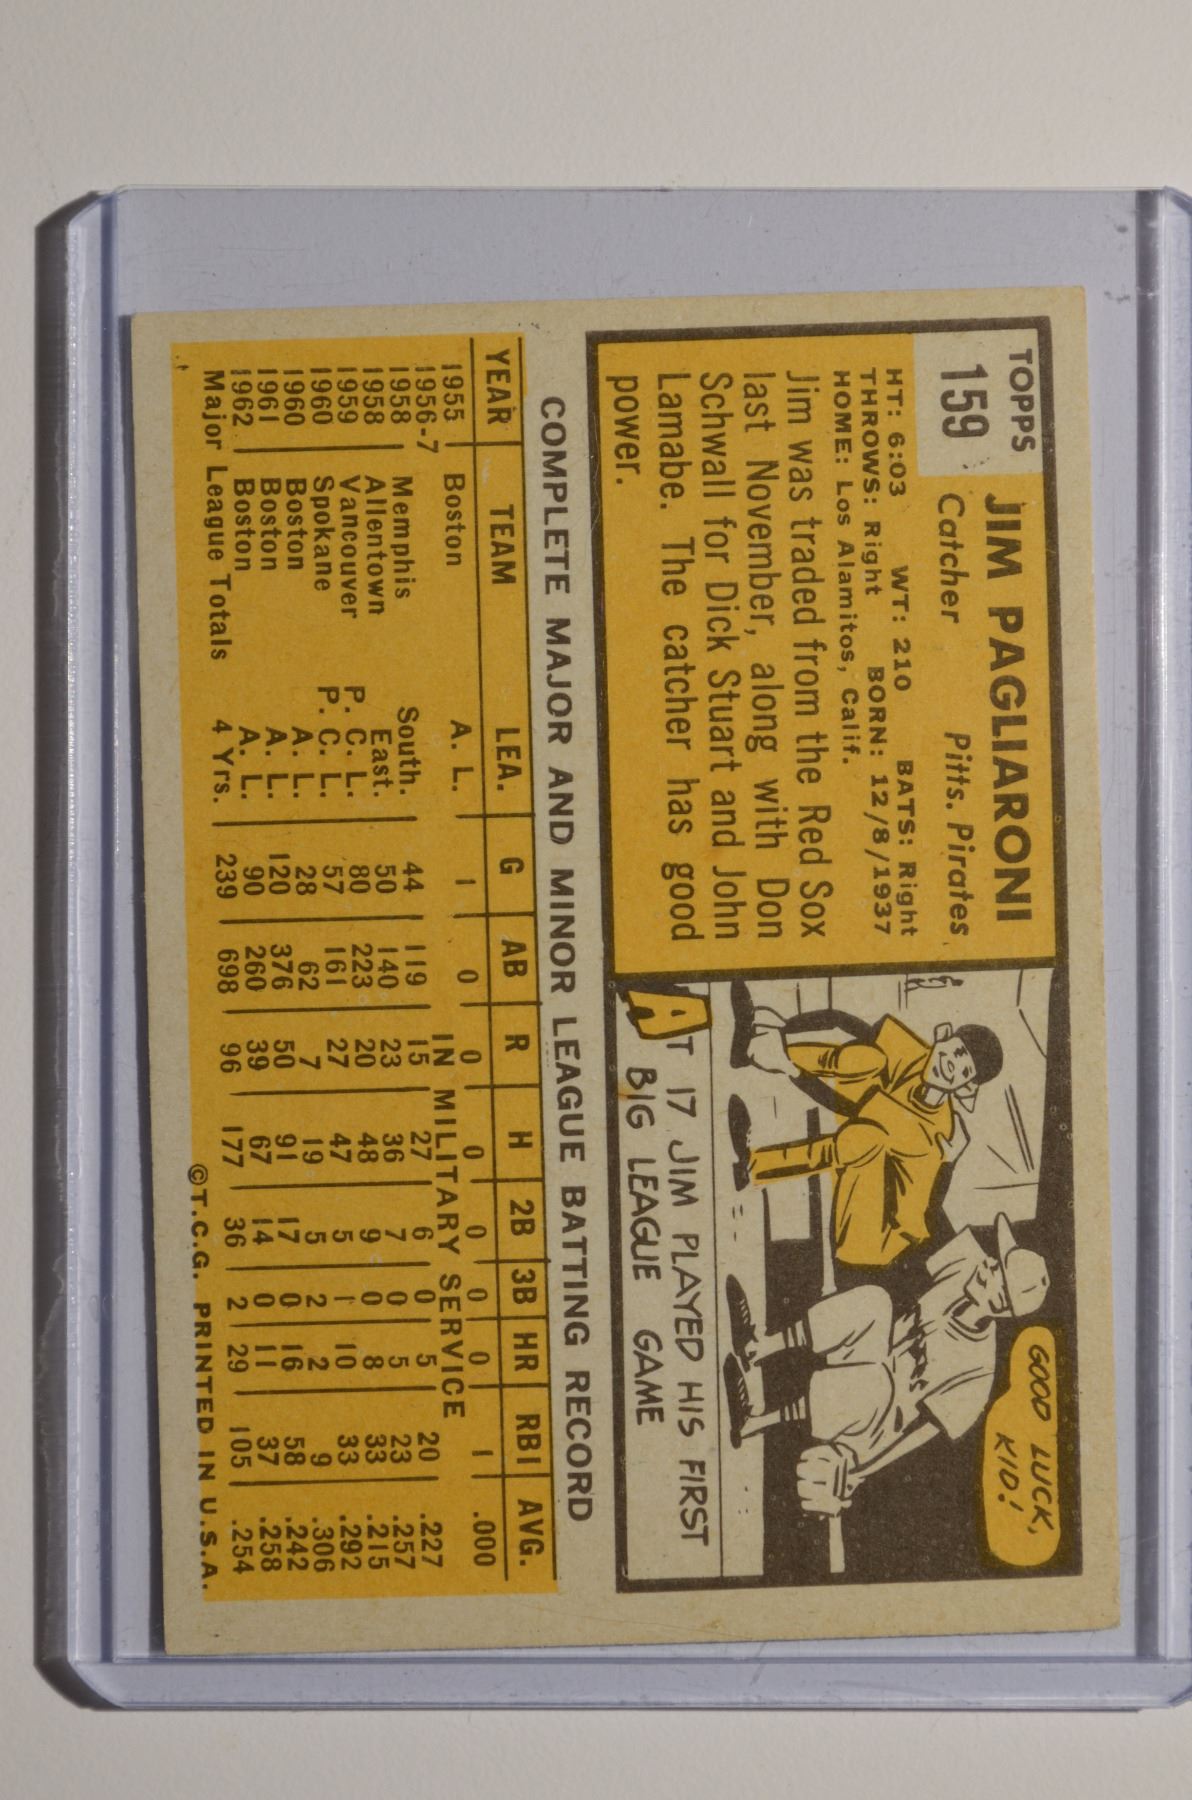 TOPPS
159
JIM PAGLIARONI
Catcher Pitts. Pirates
HT: 6:03 WT: 210 BATS: Right
THROWS: Right BORN: 12/8/1937
HOME: Los Alamitos, Calif.
Jim was traded from the Red Sox
last November, along with Don
Schwall for Dick Stuart and John
Lamabe. The catcher has good
power.
GOOD LUCK,
KID!
AT 17 JIM PLAYED HIS FIRST
BIG LEAGUE GAME
COMPLETE MAJOR AND MINOR LEAGUE BATTING RECORD
YEAR TEAM LEA. G AB R H 2B 3B HR RBI AVG.
1955 Boston A. L. 1 0 0 0 0 0 0 1 .000
1956-7 IN MILITARY SERVICE
1958 Memphis South. 44 119 15 27 6 0 5 20 .227
1958 Allentown East. 50 140 23 36 7 0 5 23 .257
1959 Vancouver P. C. L. 80 223 20 48 9 0 8 33 .215
1960 Spokane P. C. L. 57 161 27 47 5 1 10 33 .292
1960 Boston A. L. 28 62 7 19 5 2 2 9 .306
1961 Boston A. L. 120 376 50 91 17 0 16 58 .242
1962 Boston A. L. 90 260 39 67 14 0 11 37 .258
Major League Totals 4 Yrs. 239 698 96 177 36 2 29 105 .254
©T.C.G. PRINTED IN U.S.A.